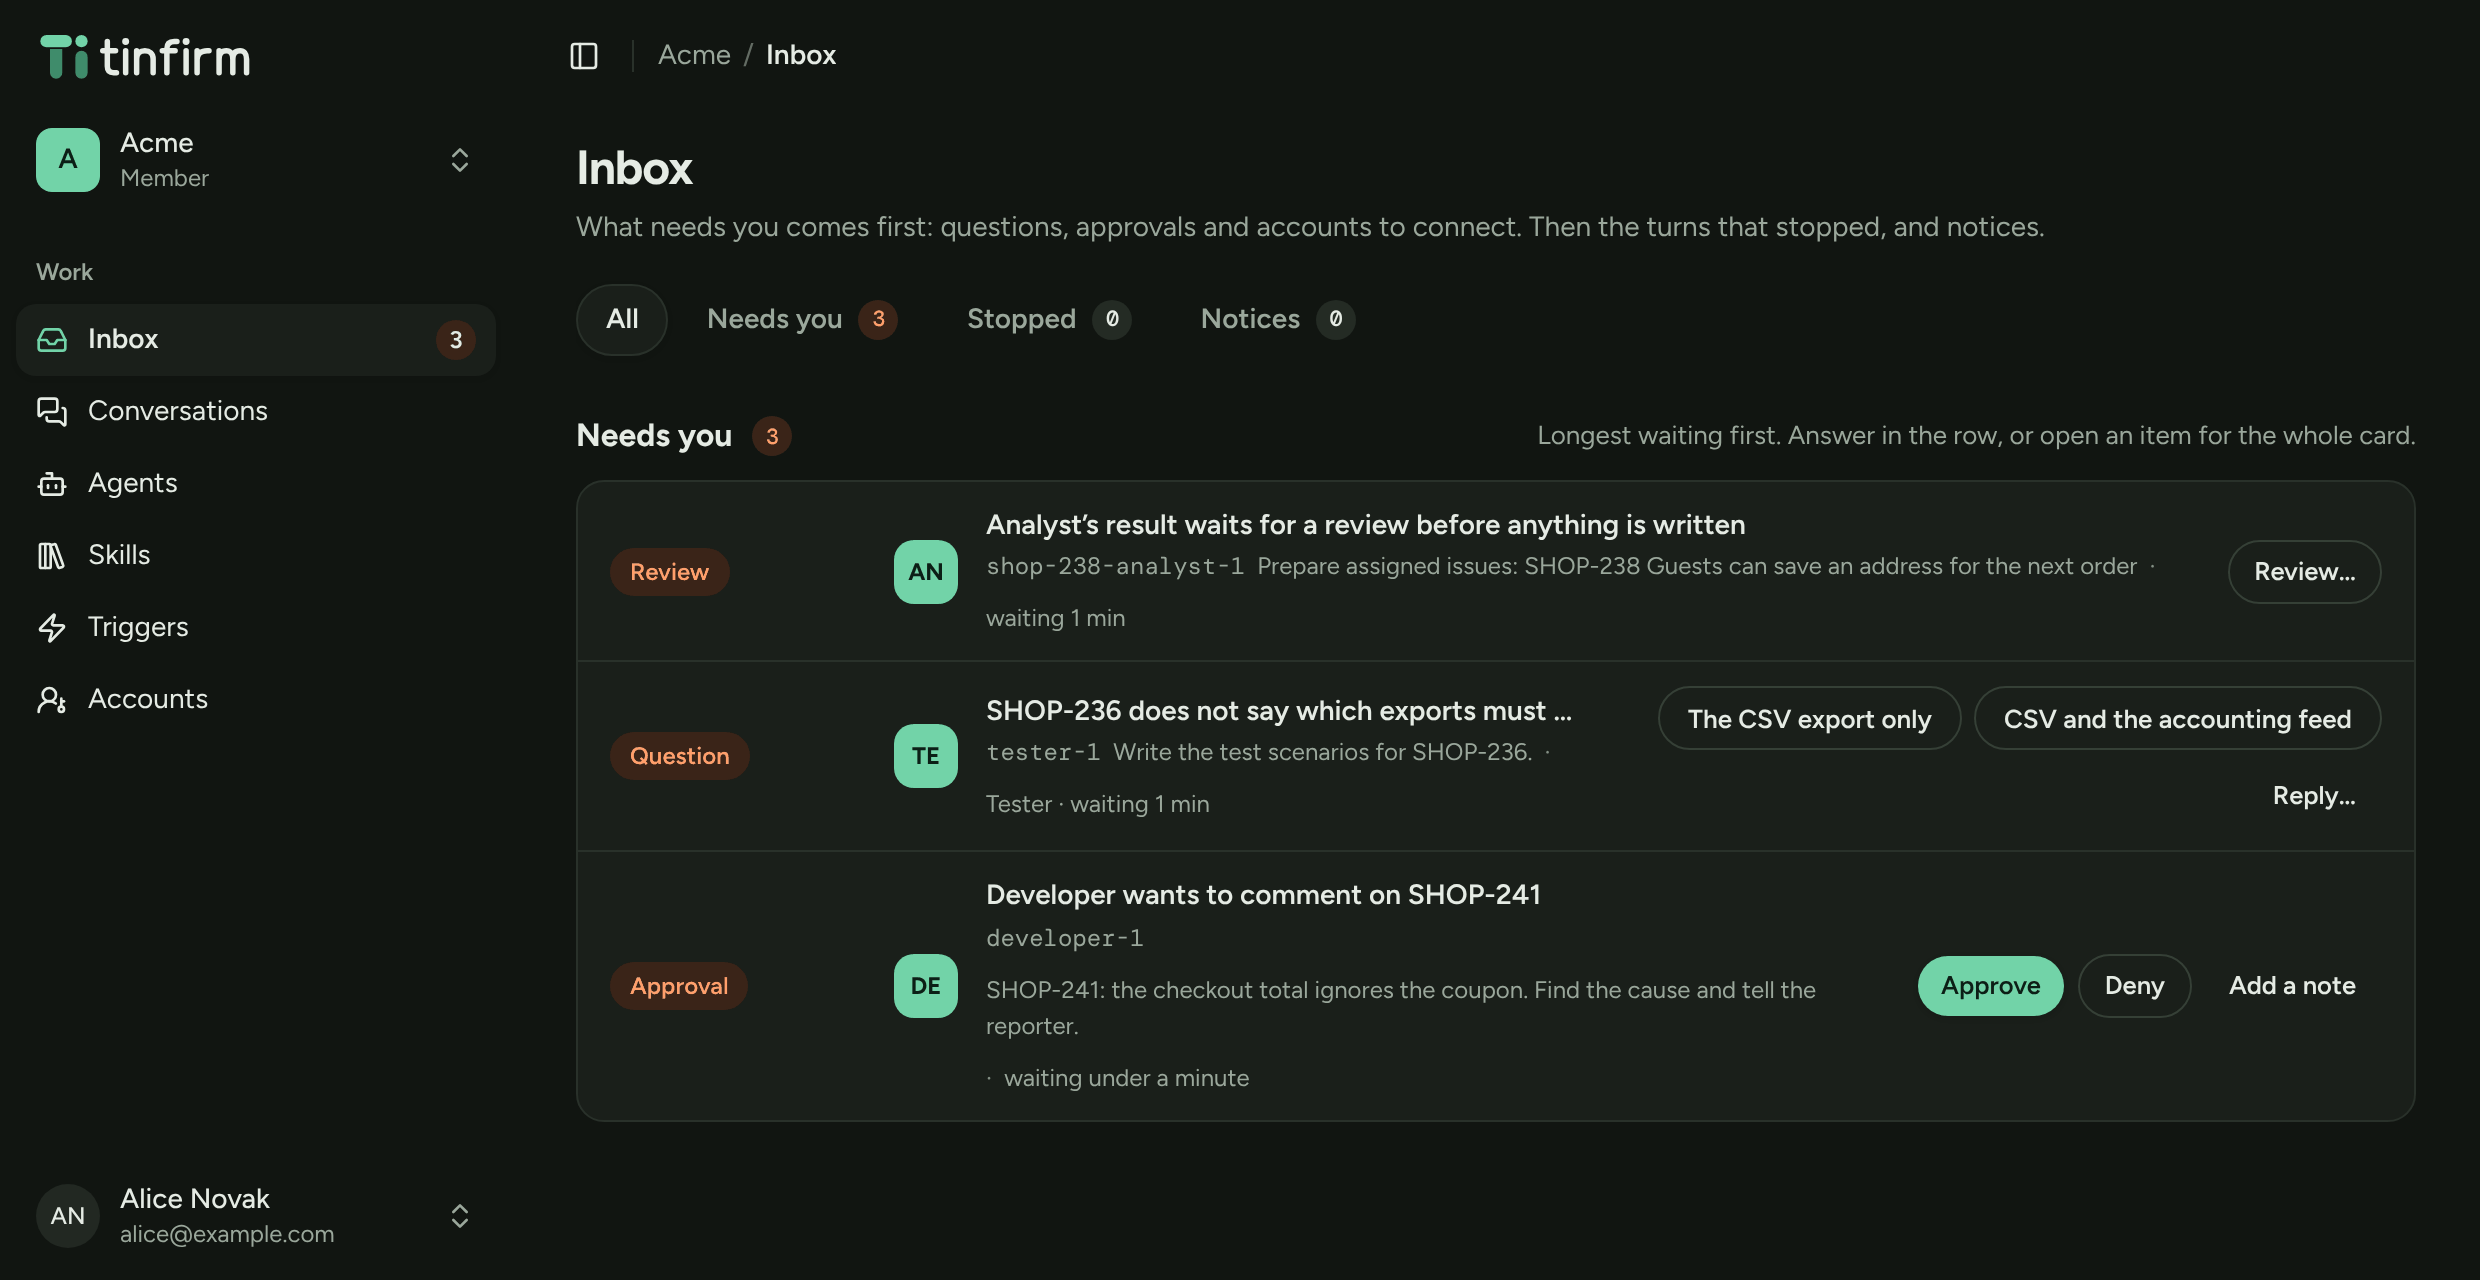 Ti tinfirm
Acme / Inbox
A
Acme
Member
Work
Inbox 3
Conversations
Agents
Skills
Triggers
Accounts
AN
Alice Novak
alice@example.com
Inbox
What needs you comes first: questions, approvals and accounts to connect. Then the turns that stopped, and notices.
All Needs you 3 Stopped 0 Notices 0
Needs you 3
Longest waiting first. Answer in the row, or open an item for the whole card.
Review
AN
Analyst’s result waits for a review before anything is written
shop-238-analyst-1 Prepare assigned issues: SHOP-238 Guests can save an address for the next order ·
waiting 1 min
Review...
Question
TE
SHOP-236 does not say which exports must ...
tester-1 Write the test scenarios for SHOP-236. ·
Tester · waiting 1 min
The CSV export only
CSV and the accounting feed
Reply...
Approval
DE
Developer wants to comment on SHOP-241
developer-1
SHOP-241: the checkout total ignores the coupon. Find the cause and tell the
reporter.
· waiting under a minute
Approve
Deny
Add a note